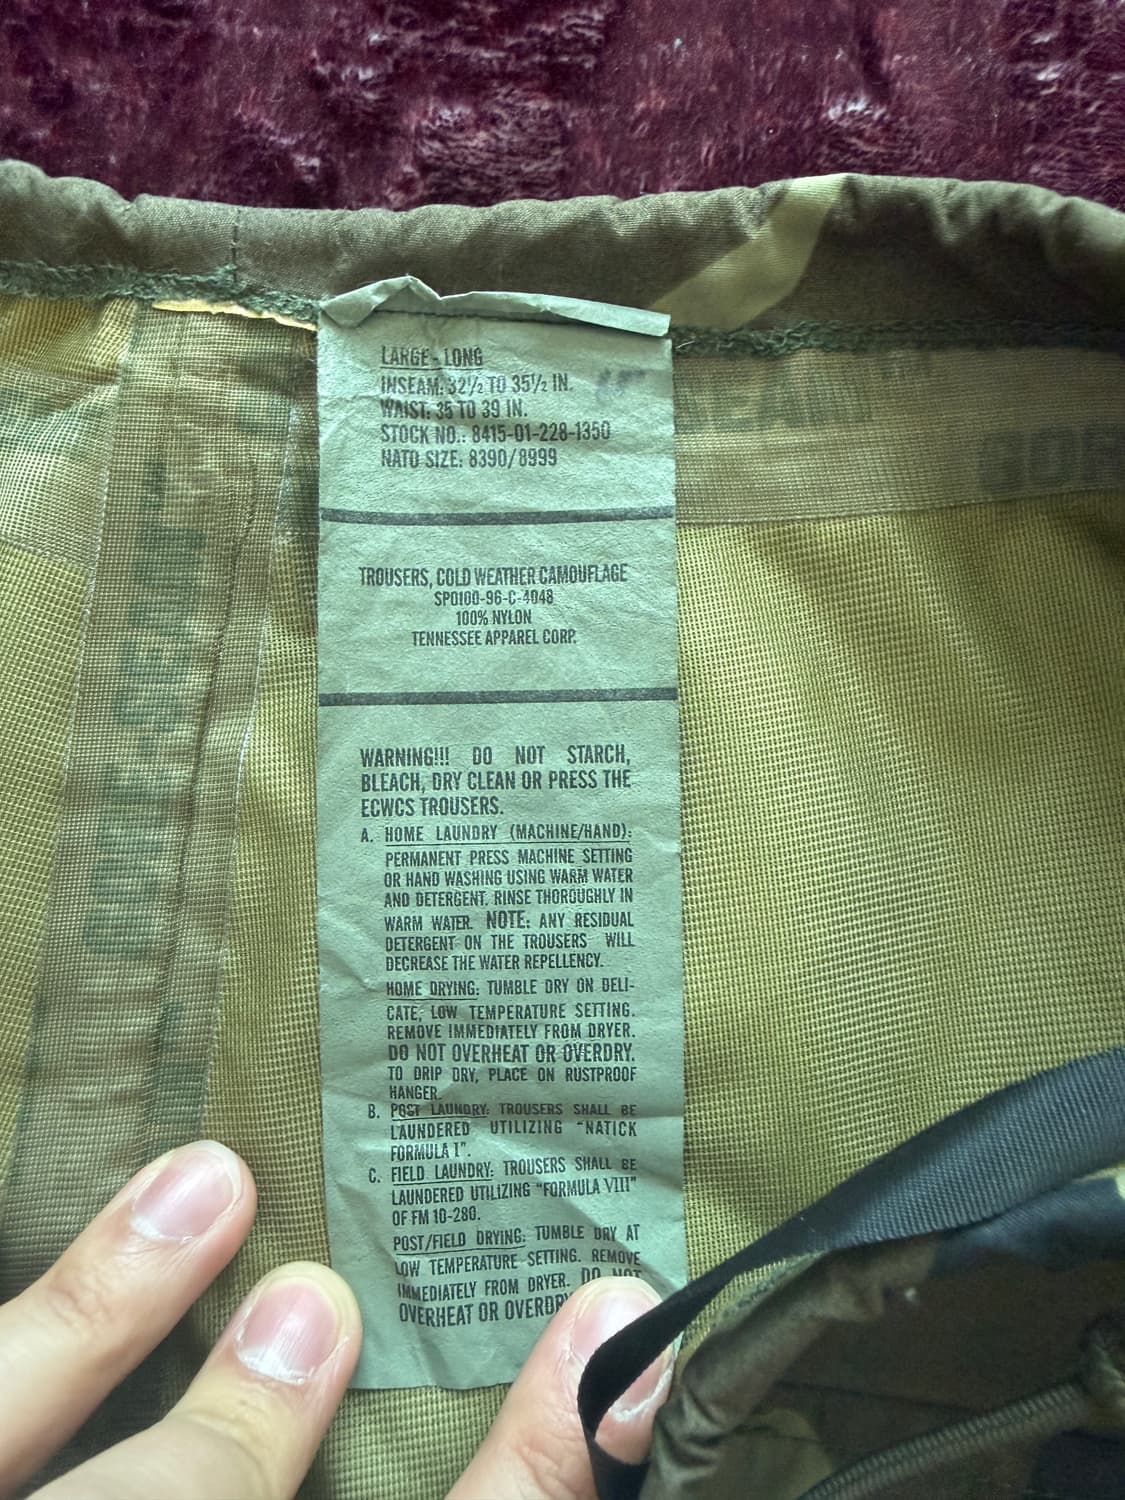 LARGE - LONG
INSEAM: 32½ TO 35½ IN.
WAIST: 35 TO 39 IN.
STOCK NO.: 8415-01-228-1350
NATO SIZE: 8390/8999
TROUSERS, COLD WEATHER CAMOUFLAGE
SPO100-96-C-4048
100% NYLON
TENNESSEE APPAREL CORP.
WARNING!!! DO NOT STARCH,
BLEACH, DRY CLEAN OR PRESS THE
ECWCS TROUSERS.
A. HOME LAUNDRY (MACHINE/HAND):
PERMANENT PRESS MACHINE SETTING
OR HAND WASHING USING WARM WATER
AND DETERGENT. RINSE THOROUGHLY IN
WARM WATER. NOTE: ANY RESIDUAL
DETERGENT ON THE TROUSERS WILL
DECREASE THE WATER REPELLENCY.
HOME DRYING: TUMBLE DRY ON DELI-
CATE, LOW TEMPERATURE SETTING.
REMOVE IMMEDIATELY FROM DRYER.
DO NOT OVERHEAT OR OVERDRY.
TO DRIP DRY, PLACE ON RUSTPROOF
HANGER.
B. POST LAUNDRY: TROUSERS SHALL BE
LAUNDERED UTILIZING "NATICK
FORMULA I".
C. FIELD LAUNDRY: TROUSERS SHALL BE
LAUNDERED UTILIZING "FORMULA VIII"
OF FM 10-280.
POST/FIELD DRYING: TUMBLE DRY AT
LOW TEMPERATURE SETTING. REMOVE
IMMEDIATELY FROM DRYER. DO NOT
OVERHEAT OR OVERDRY